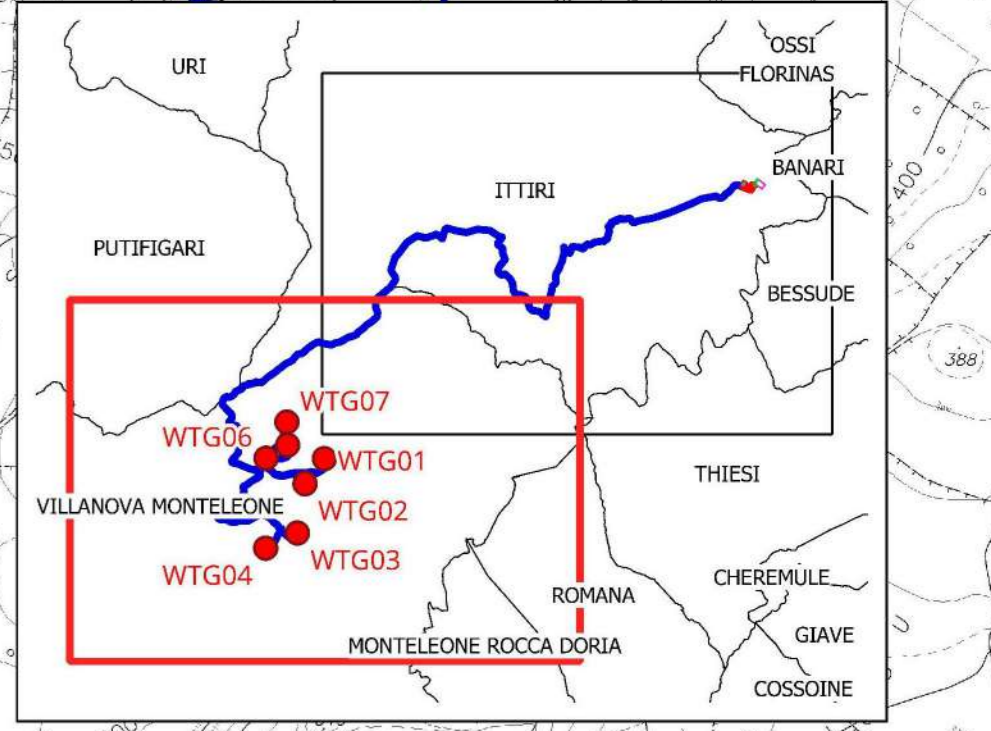 OSSI
URI
FLORINAS
BANARI
ITTIRI
400
PUTIFIGARI
BESSUDE
388
WTG07
WTG06
WTG01
THIESI
VILLANOVA MONTELEONE
WTG02
WTG03
WTG04
CHEREMULE
ROMANA
GIAVE
MONTELEONE ROCCA DORIA
COSSOINE